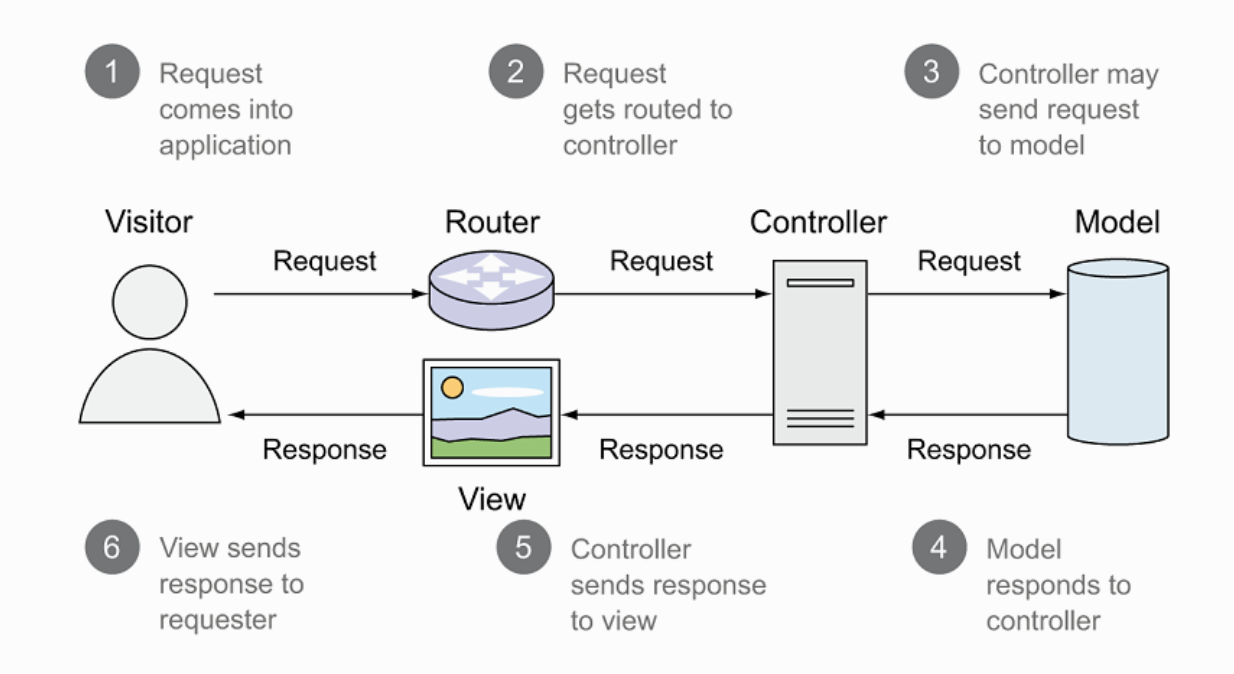 1 Request
comes into
application
2 Request
gets routed to
controller
3 Controller may
send request
to model
Visitor
Router
Controller
Model
Request
Request
Request
Response
Response
Response
View
6 View sends
response to
requester
5 Controller
sends response
to view
4 Model
responds to
controller